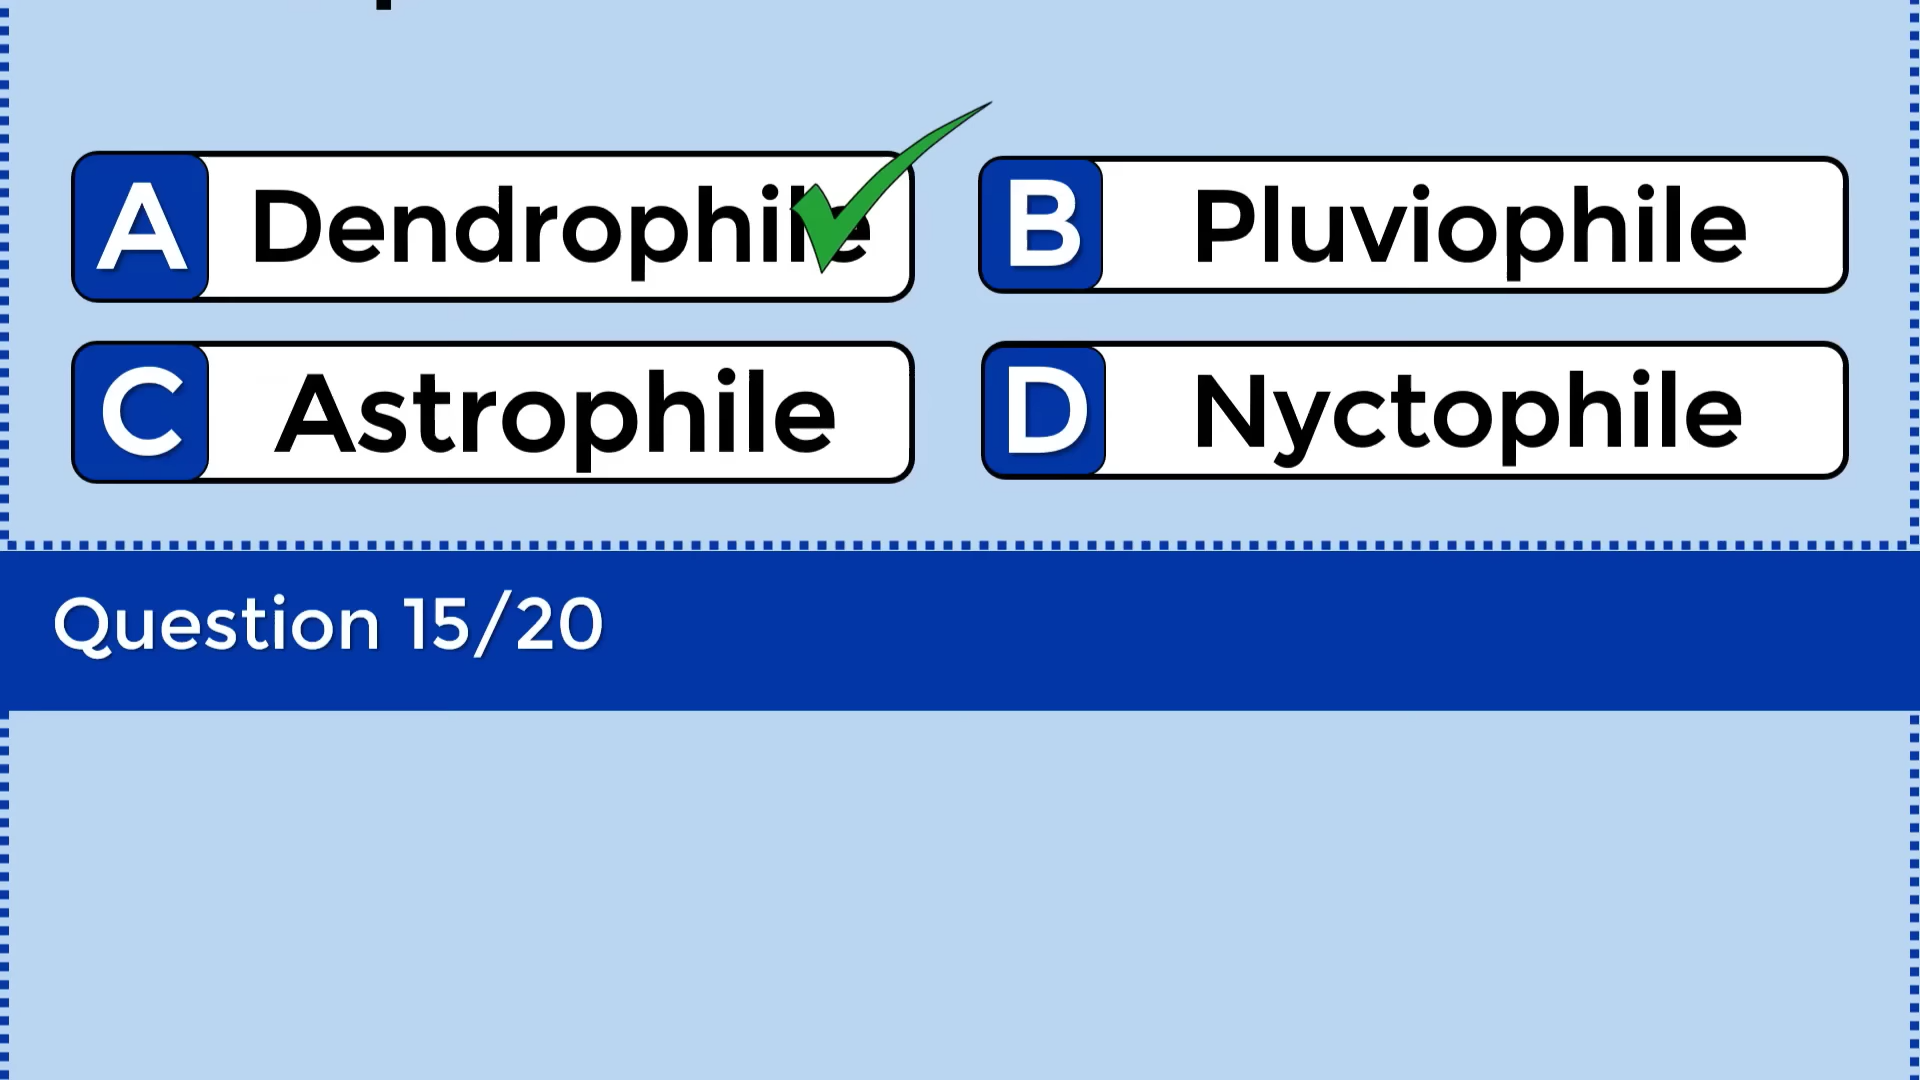 A Dendrophile
B Pluviophile
C Astrophile
D Nyctophile
Question 15/20